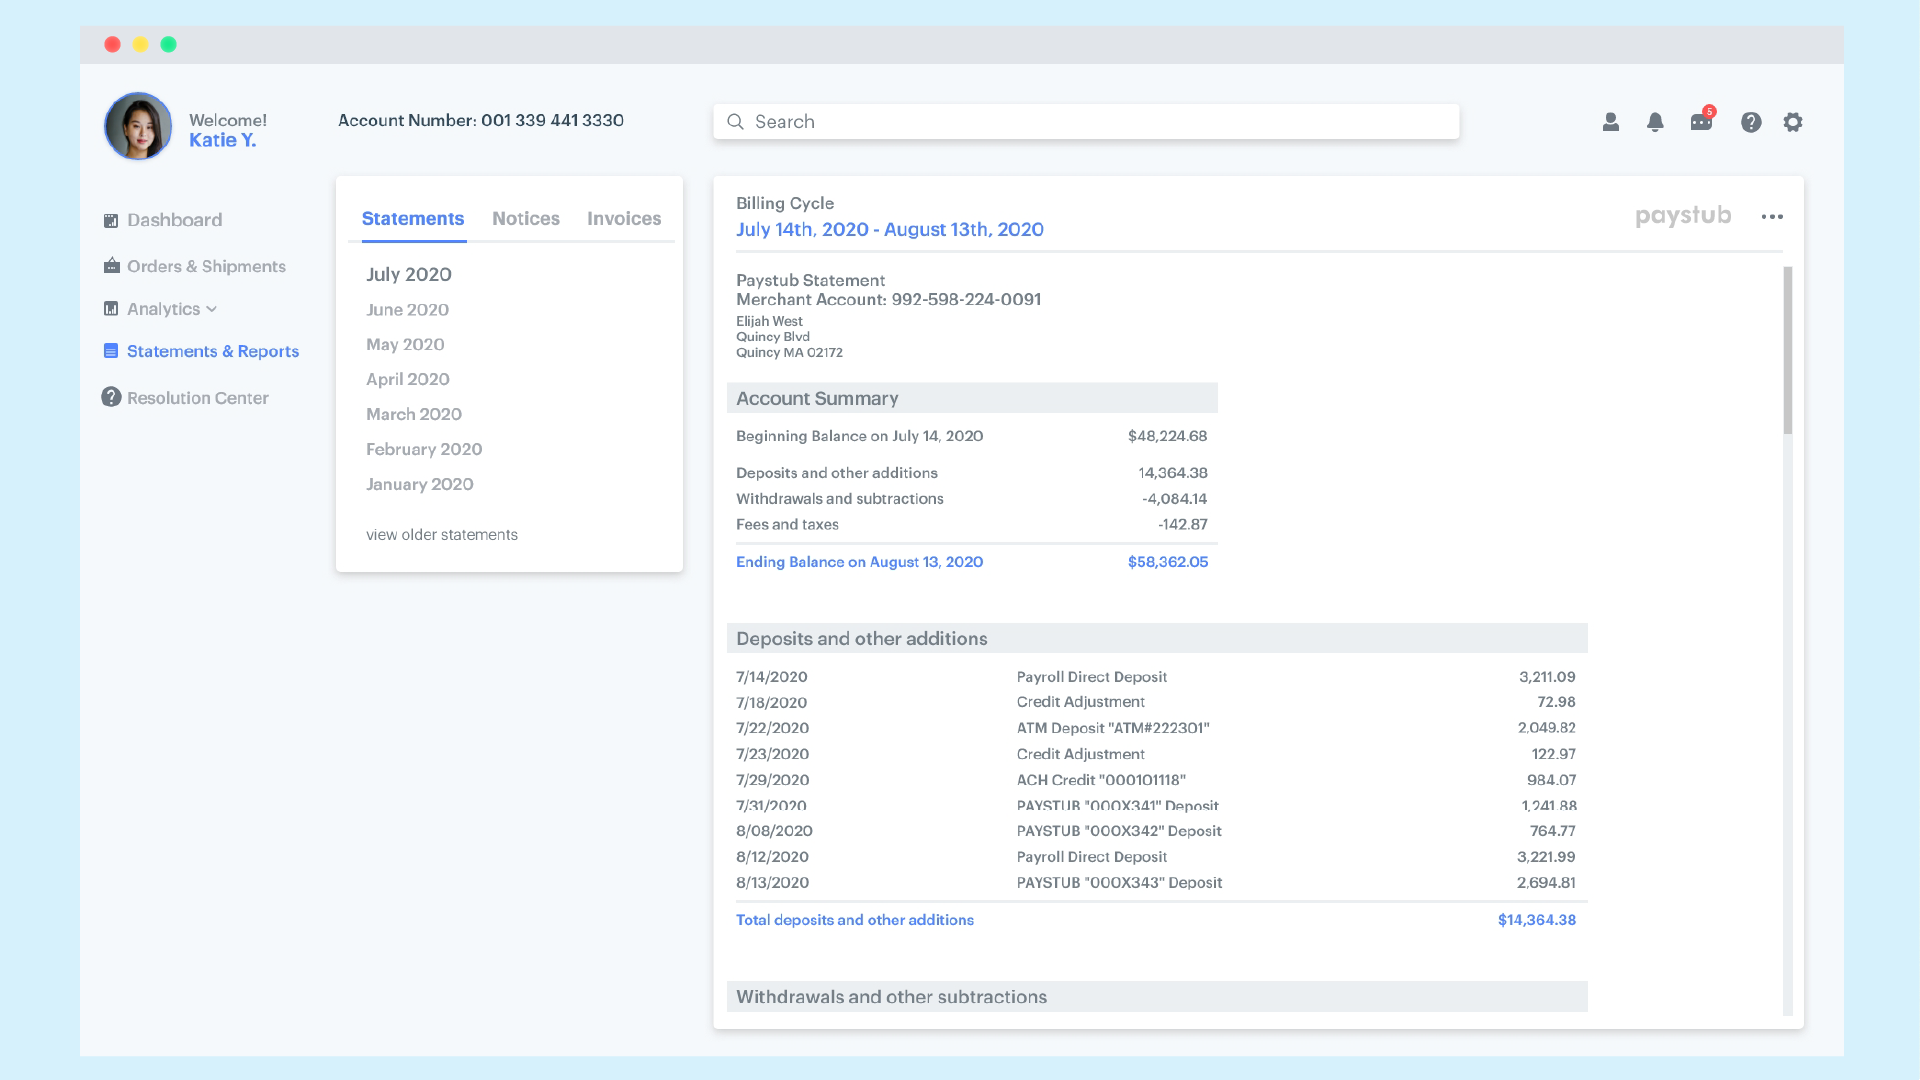 Welcome!
Katie Y.
Account Number: 001 339 441 3330
Search
5
Dashboard
Orders & Shipments
Analytics
Statements & Reports
Resolution Center
Statements Notices Invoices
July 2020
June 2020
May 2020
April 2020
March 2020
February 2020
January 2020
view older statements
Billing Cycle
July 14th, 2020 - August 13th, 2020
paystub
Paystub Statement
Merchant Account: 992-598-224-0091
Elijah West
Quincy Blvd
Quincy MA 02172
Account Summary
Beginning Balance on July 14, 2020 $48,224.68
Deposits and other additions 14,364.38
Withdrawals and subtractions -4,084.14
Fees and taxes -142.87
Ending Balance on August 13, 2020 $58,362.05
Deposits and other additions
7/14/2020 Payroll Direct Deposit 3,211.09
7/18/2020 Credit Adjustment 72.98
7/22/2020 ATM Deposit "ATM#222301" 2,049.82
7/23/2020 Credit Adjustment 122.97
7/29/2020 ACH Credit "000101118" 984.07
7/31/2020 PAYSTUB "000X341" Deposit 1,241.88
8/08/2020 PAYSTUB "000X342" Deposit 764.77
8/12/2020 Payroll Direct Deposit 3,221.99
8/13/2020 PAYSTUB "000X343" Deposit 2,694.81
Total deposits and other additions $14,364.38
Withdrawals and other subtractions